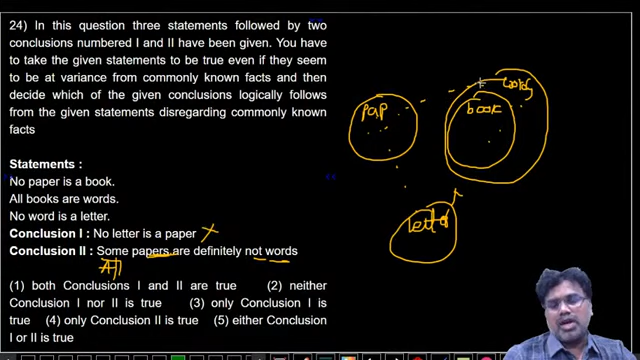 24) In this question three statements followed by two
conclusions numbered I and II have been given. You have
to take the given statements to be true even if they seem
to be at variance from commonly known facts and then
decide which of the given conclusions logically follows
from the given statements disregarding commonly known
facts
Statements:
No paper is a book.
All books are words.
No word is a letter.
Conclusion I: No letter is a paper X
Conclusion II: Some papers are definitely not words
All
(1) both Conclusions I and II are true (2) neither
Conclusion I nor II is true (3) only Conclusion I is
true (4) only Conclusion II is true (5) either Conclusion
I or II is true
pap
book